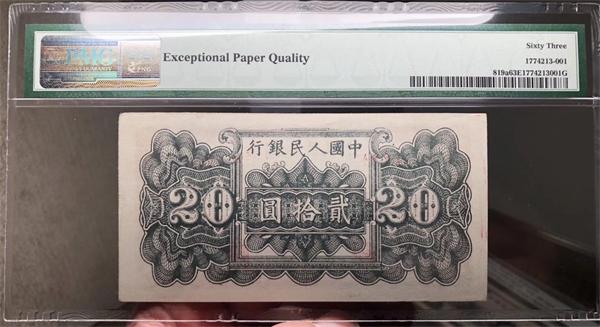 PMG
Exceptional Paper Quality
Sixty Three
1774213-001
819a63E1774213001G
行銀民人國中
20 圓拾貳 20